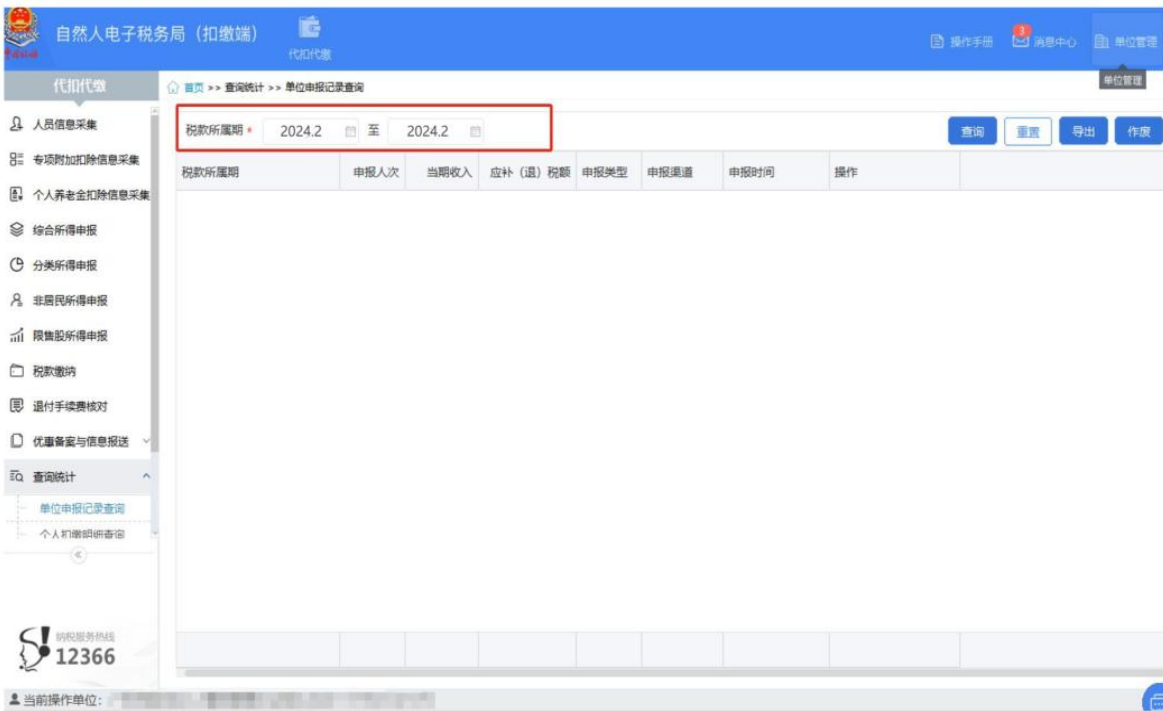 自然人电子税务局（扣缴端）
代扣代缴
操作手册
3
消息中心
单位管理
单位管理
代扣代缴
首页 >> 查询统计 >> 单位申报记录查询
人员信息采集
专项附加扣除信息采集
个人养老金扣除信息采集
综合所得申报
分类所得申报
非居民所得申报
限售股所得申报
税款缴纳
退付手续费核对
优惠备案与信息报送
查询统计
单位申报记录查询
个人扣缴明细查询
税款所属期 * 2024.2 至 2024.2
查询 重置 导出 作废
税款所属期 申报人次 当期收入 应补（退）税额 申报类型 申报渠道 申报时间 操作
纳税服务热线
12366
当前操作单位：